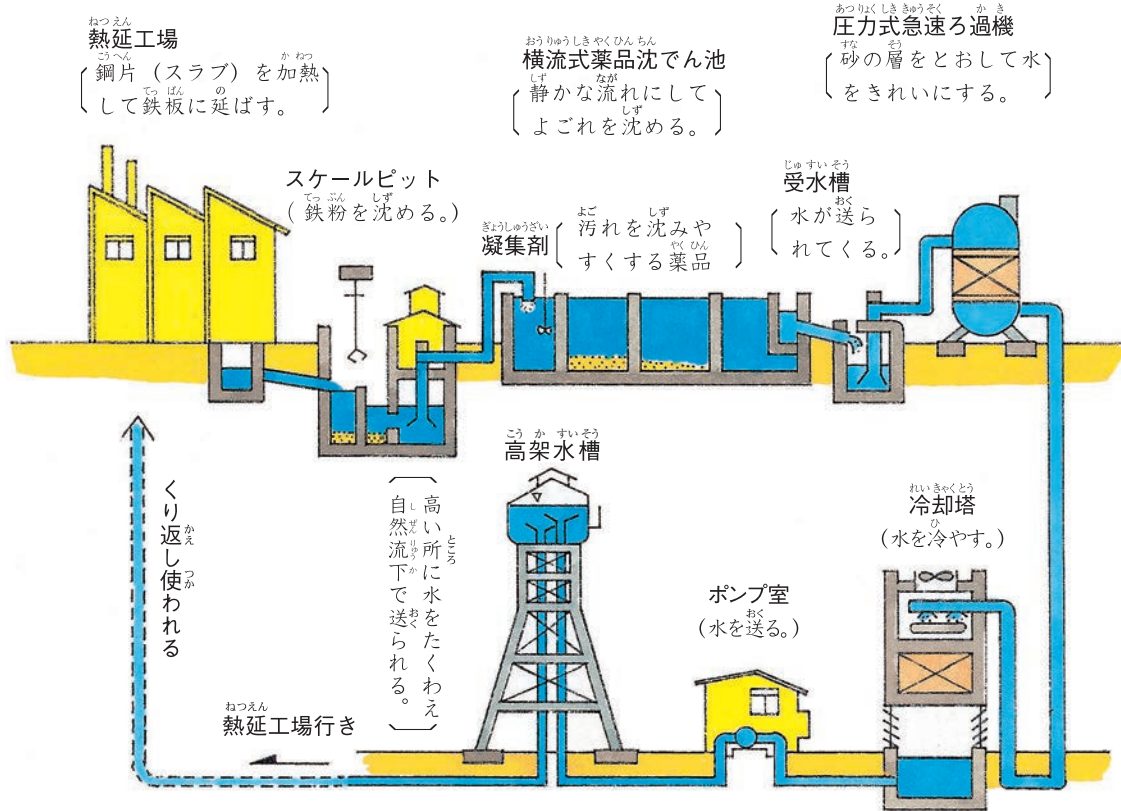 熱延工場
鋼片（スラブ）を加熱
して鉄板に延ばす。
スケールピット
（鉄粉を沈める。）
横流式薬品沈でん池
静かな流れにして
よごれを沈める。
凝集剤
汚れを沈みや
すくする薬品
圧力式急速ろ過機
砂の層をとおして水
をきれいにする。
受水槽
水が送ら
れてくる。
冷却塔
（水を冷やす。）
ポンプ室
（水を送る。）
高架水槽
高い所に水をたくわえ
自然流下で送られる。
熱延工場行き
くり返し使われる